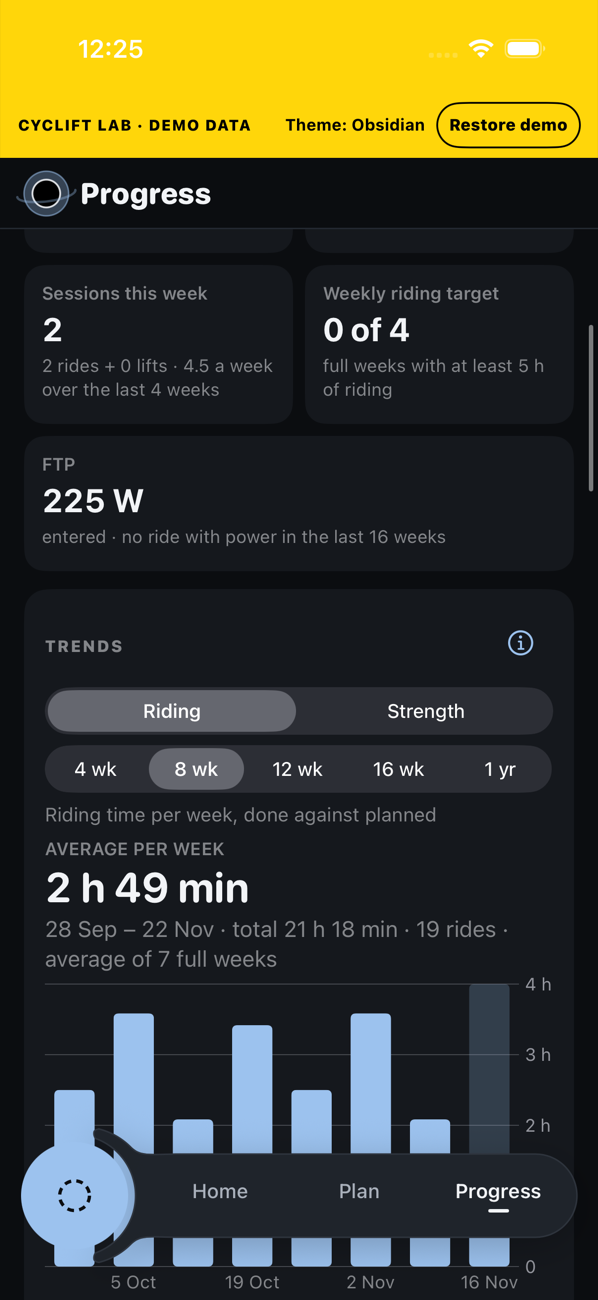 12:25
CYCLIFT LAB · DEMO DATA
Theme: Obsidian
Restore demo
Progress
Sessions this week
2
2 rides + 0 lifts · 4.5 a week
over the last 4 weeks
Weekly riding target
0 of 4
full weeks with at least 5 h
of riding
FTP
225 W
entered · no ride with power in the last 16 weeks
TRENDS
Riding
Strength
4 wk
8 wk
12 wk
16 wk
1 yr
Riding time per week, done against planned
AVERAGE PER WEEK
2 h 49 min
28 Sep – 22 Nov · total 21 h 18 min · 19 rides ·
average of 7 full weeks
4 h
3 h
2 h
Home
Plan
Progress
0
5 Oct
19 Oct
2 Nov
16 Nov